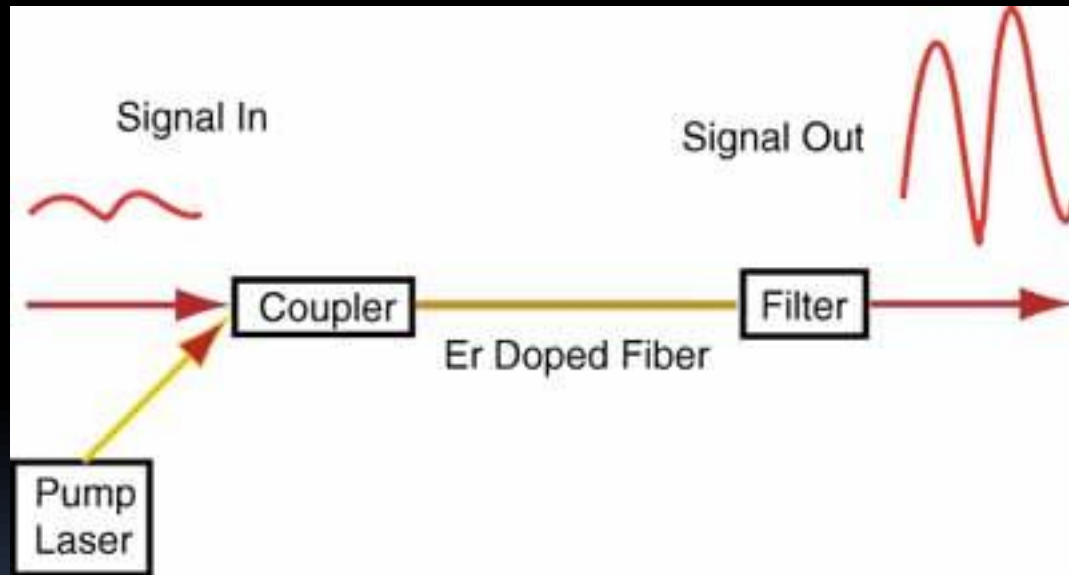 Signal In
Signal Out
Coupler
Filter
Er Doped Fiber
Pump
Laser